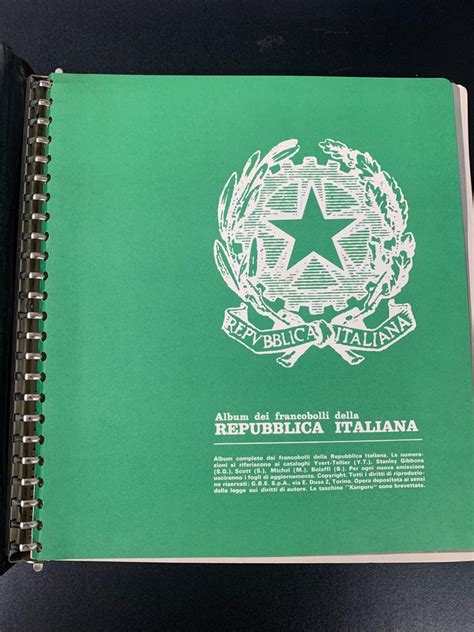 REPVBBLICA ITALIANA
Album dei francobolli della
REPUBBLICA ITALIANA
Album completo dei francobolli della Repubblica Italiana. Le numera-
zioni si riferiscono ai cataloghi Yvert-Tellier (Y.T.), Stanley Gibbons
(S.G.), Scott (S.), Michel (M.), Bolaffi (B.). Per ogni nuova emissione
usciranno i fogli di aggiornamento. Copyright. Tutti i diritti di riproduzio-
ne riservati: G.B.E. S.p.A., via E. Duse 2, Torino. Opera depositata ai sensi
della legge sui diritti di autore. Le taschine "Kanguru" sono brevettate.